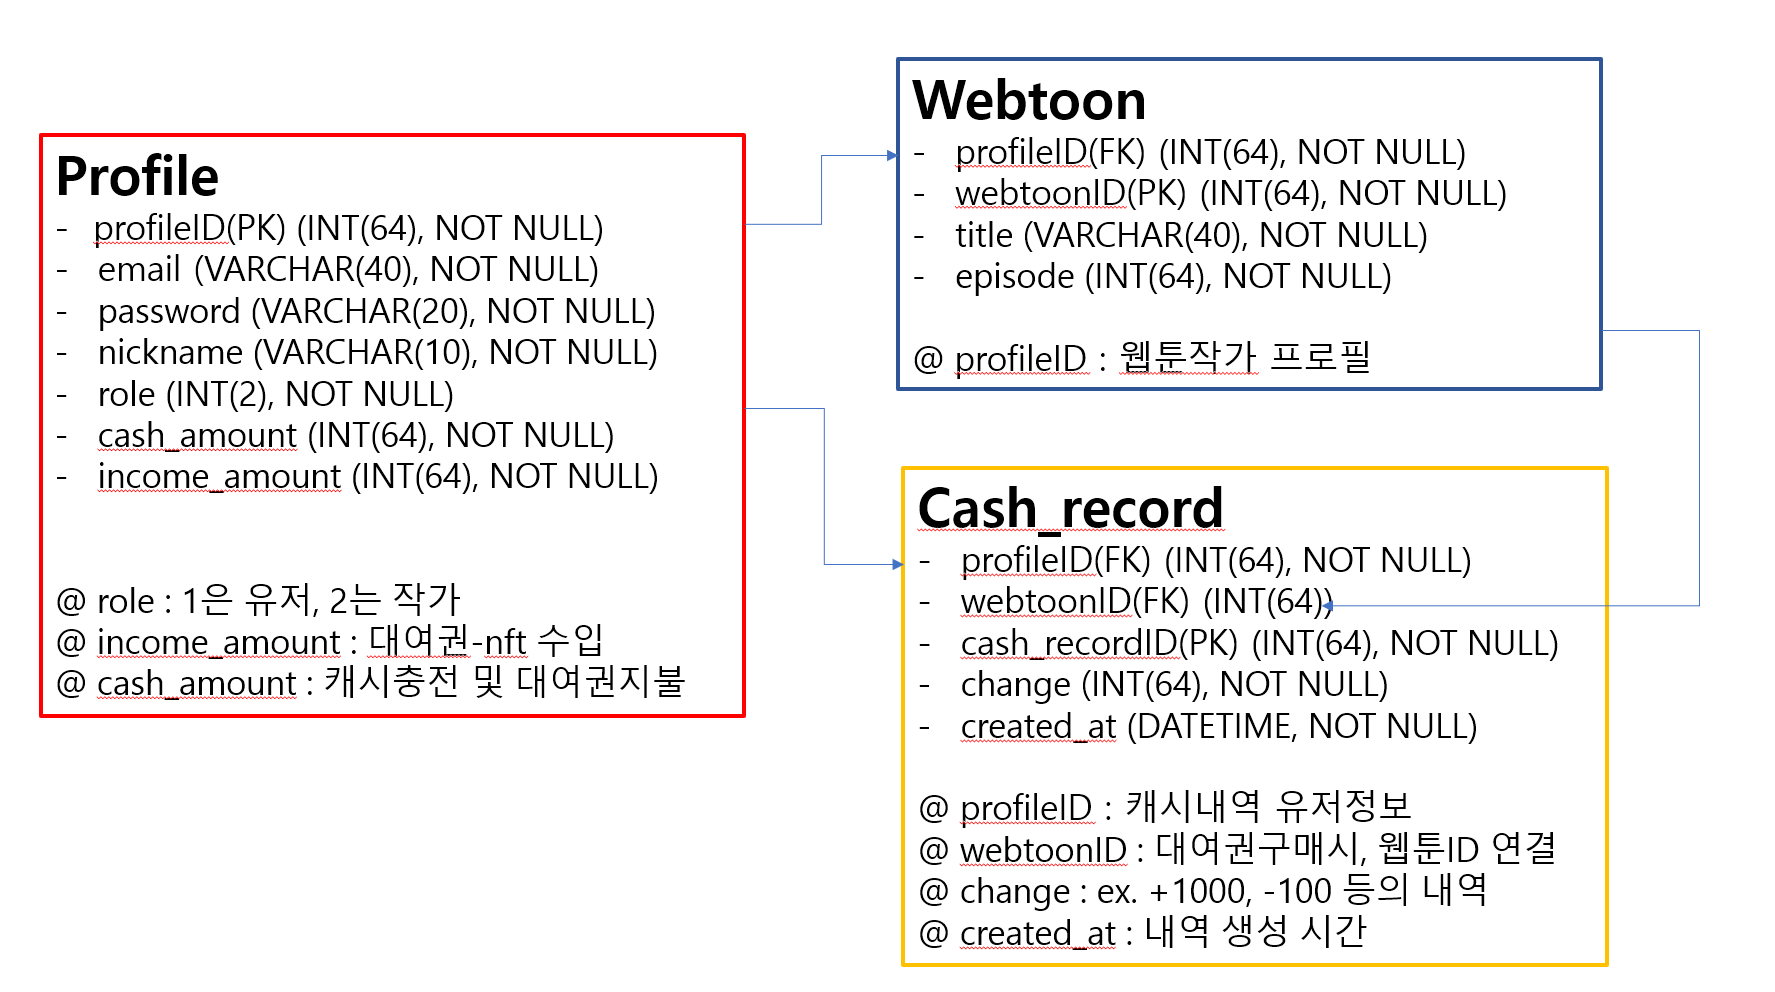 Profile
- profileID(PK) (INT(64), NOT NULL)
- email (VARCHAR(40), NOT NULL)
- password (VARCHAR(20), NOT NULL)
- nickname (VARCHAR(10), NOT NULL)
- role (INT(2), NOT NULL)
- cash_amount (INT(64), NOT NULL)
- income_amount (INT(64), NOT NULL)
@ role : 1은 유저, 2는 작가
@ income_amount : 대여권-nft 수입
@ cash_amount : 캐시충전 및 대여권지불
Webtoon
- profileID(FK) (INT(64), NOT NULL)
- webtoonID(PK) (INT(64), NOT NULL)
- title (VARCHAR(40), NOT NULL)
- episode (INT(64), NOT NULL)
@ profileID : 웹툰작가 프로필
Cash_record
- profileID(FK) (INT(64), NOT NULL)
- webtoonID(FK) (INT(64))
- cash_recordID(PK) (INT(64), NOT NULL)
- change (INT(64), NOT NULL)
- created_at (DATETIME, NOT NULL)
@ profileID : 캐시내역 유저정보
@ webtoonID : 대여권구매시, 웹툰ID 연결
@ change : ex. +1000, -100 등의 내역
@ created_at : 내역 생성 시간